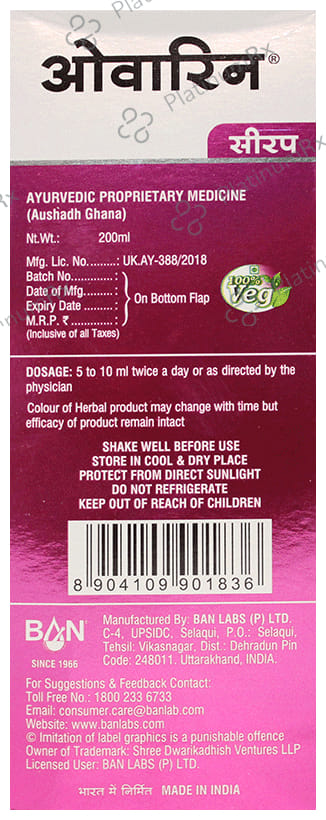 ओवारिन®
सीरप
AYURVEDIC PROPRIETARY MEDICINE
(Aushadh Ghana)
Nt.Wt.: 200ml
Mfg. Lic. No.........: UK.AY-388/2018
Batch No............:
Date of Mfg.........:
Expiry Date .........:
M.R.P. ₹.............:
On Bottom Flap
(Inclusive of all Taxes)
100%
Veg
DOSAGE: 5 to 10 ml twice a day or as directed by the
physician
Colour of Herbal product may change with time but
efficacy of product remain intact
SHAKE WELL BEFORE USE
STORE IN COOL & DRY PLACE
PROTECT FROM DIRECT SUNLIGHT
DO NOT REFRIGERATE
KEEP OUT OF REACH OF CHILDREN
8 904109 901836
BAN
SINCE 1966
Manufactured By: BAN LABS (P) LTD.
C-4, UPSIDC, Selaqui, P.O.: Selaqui,
Tehsil: Vikasnagar, Dist : Dehradun Pin
Code: 248011. Uttarakhand, INDIA.
For Suggestions & Feedback Contact:
Toll Free No.: 1800 233 6733
Email: consumer.care@banlab.com
Website: www.banlabs.com
© Imitation of label graphics is a punishable offence
Owner of Trademark: Shree Dwarikadhish Ventures LLP
Licensed User: BAN LABS (P) LTD.
भारत में निर्मित MADE IN INDIA
PlatinumRx